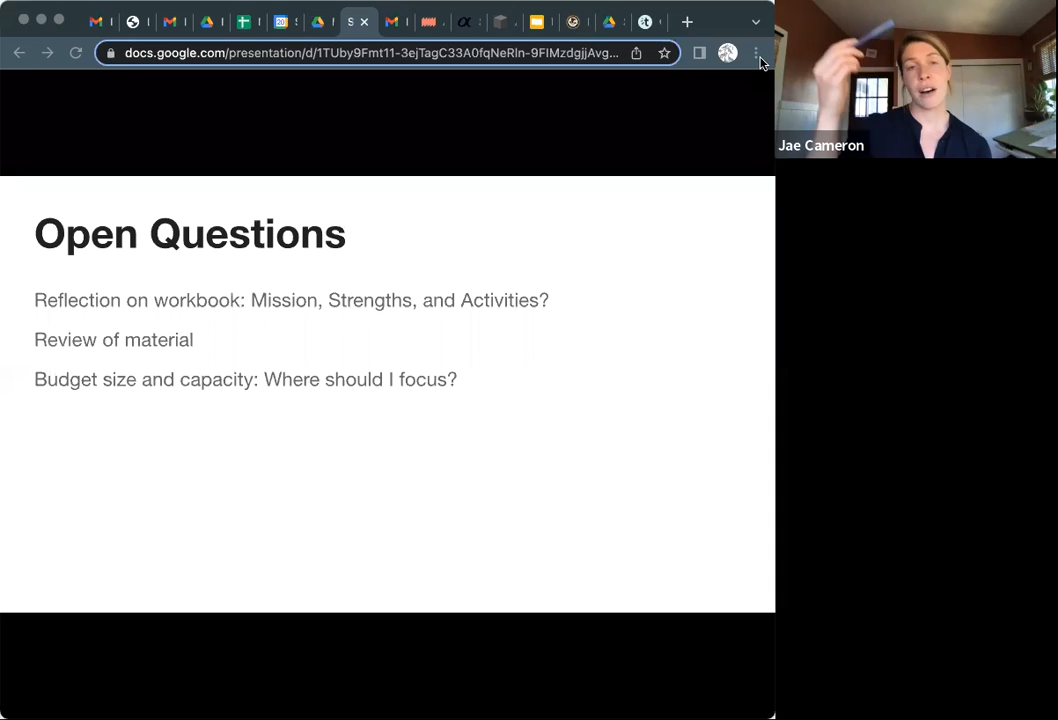 S
20
docs.google.com/presentation/d/1TUby9Fmt11-3ejTagC33A0fqNeRln-9FIMzdgjjAvg...
Jae Cameron
Open Questions
Reflection on workbook: Mission, Strengths, and Activities?
Review of material
Budget size and capacity: Where should I focus?